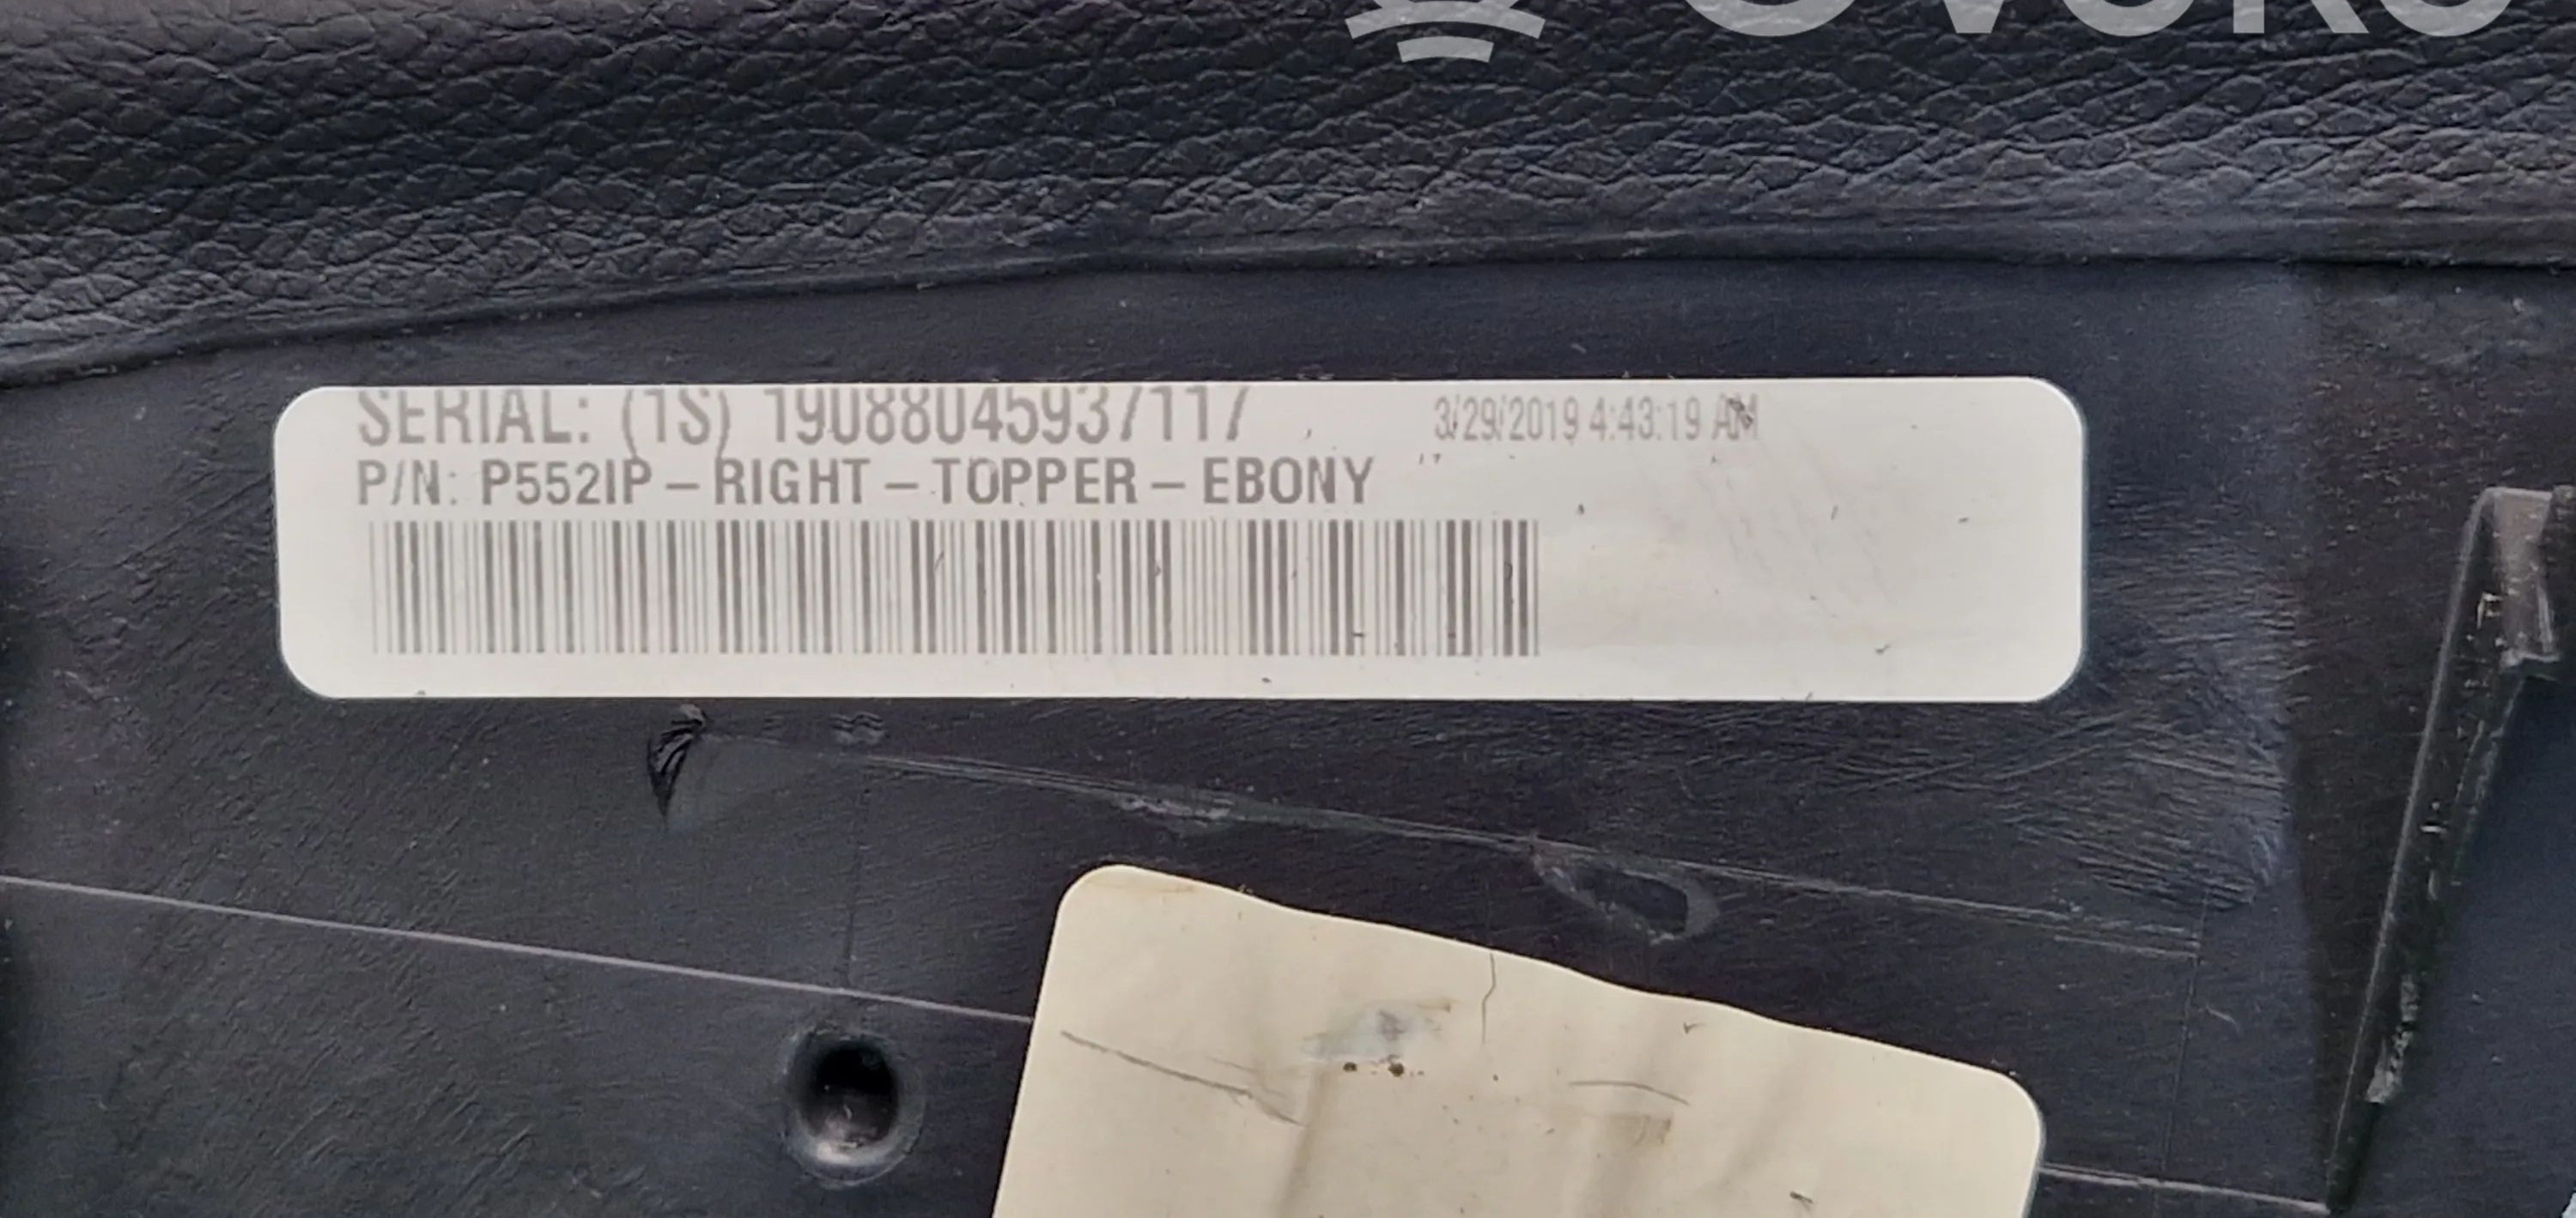 SERIAL: (1S) 19088045937117 3/29/2019 4:43:19 AM
P/N: P552IP – RIGHT – TOPPER – EBONY